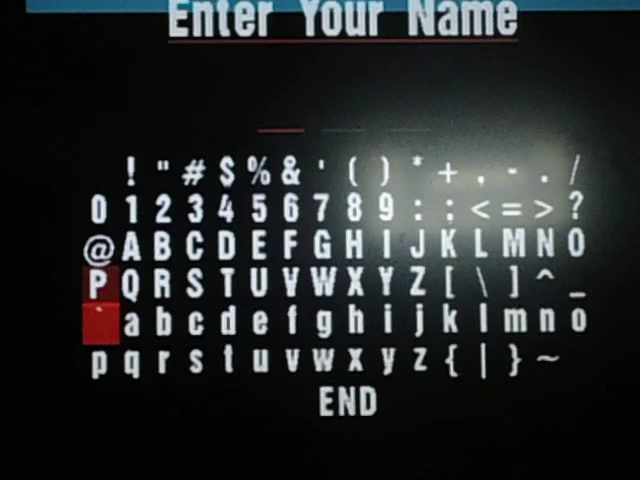 Enter Your Name
! " # $ % & ' ( ) * + , - . /
0 1 2 3 4 5 6 7 8 9 : ; < = > ?
@ A B C D E F G H I J K L M N O
P Q R S T U V W X Y Z [ \ ] ^ _
` a b c d e f g h i j k l m n o
p q r s t u v w x y z { | } ~
END